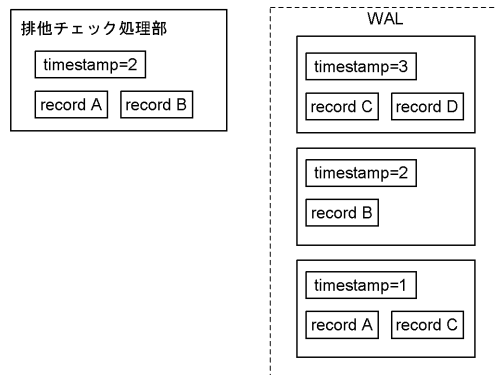 排他チェック処理部
timestamp=2
record A record B
WAL
timestamp=3
record C record D
timestamp=2
record B
timestamp=1
record A record C